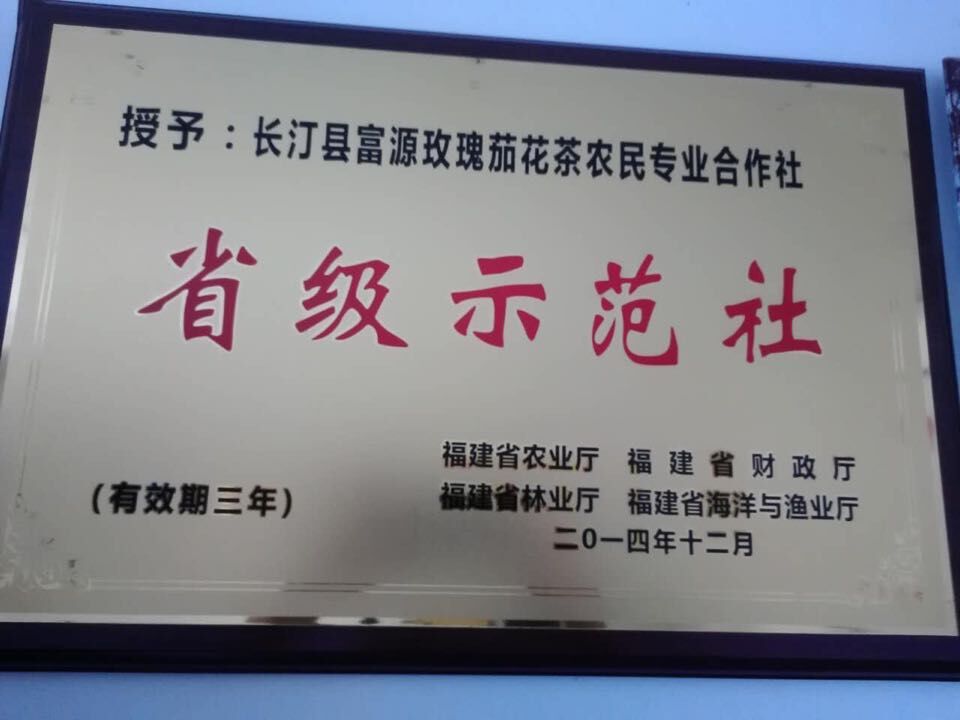 授予：长汀县富源玫瑰茄花茶农民专业合作社
省级示范社
福建省农业厅 福建省财政厅
(有效期三年) 福建省林业厅 福建省海洋与渔业厅
二0一四年十二月